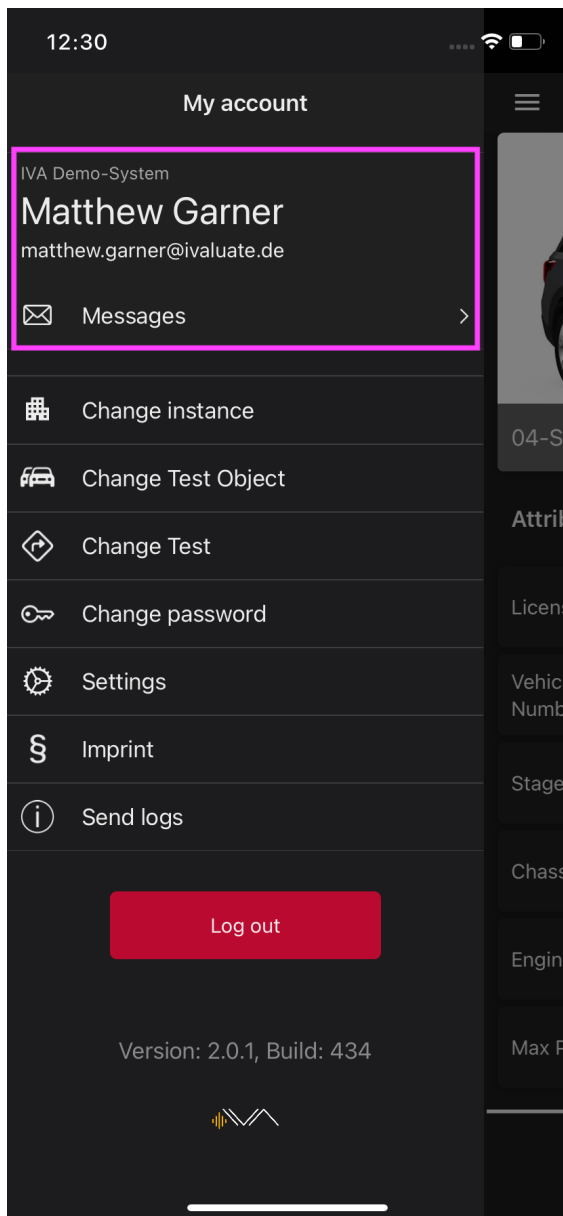 12:30
My account
IVA Demo-System
Matthew Garner
matthew.garner@ivaluate.de
Messages
Change instance
Change Test Object
Change Test
Change password
Settings
§ Imprint
Send logs
Log out
Version: 2.0.1, Build: 434
IVA
04-S
Attri
Licens
Vehic
Numb
Stage
Chass
Engin
Max P